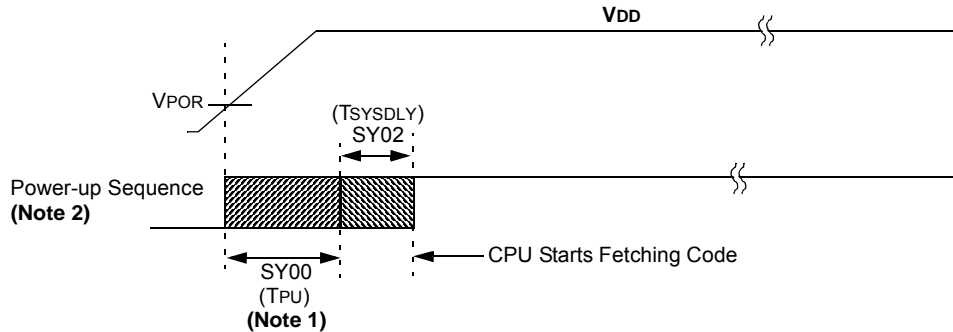 VDD
VPOR
(TSYSDLY)
SY02
Power-up Sequence
(Note 2)
CPU Starts Fetching Code
SY00
(TPU)
(Note 1)